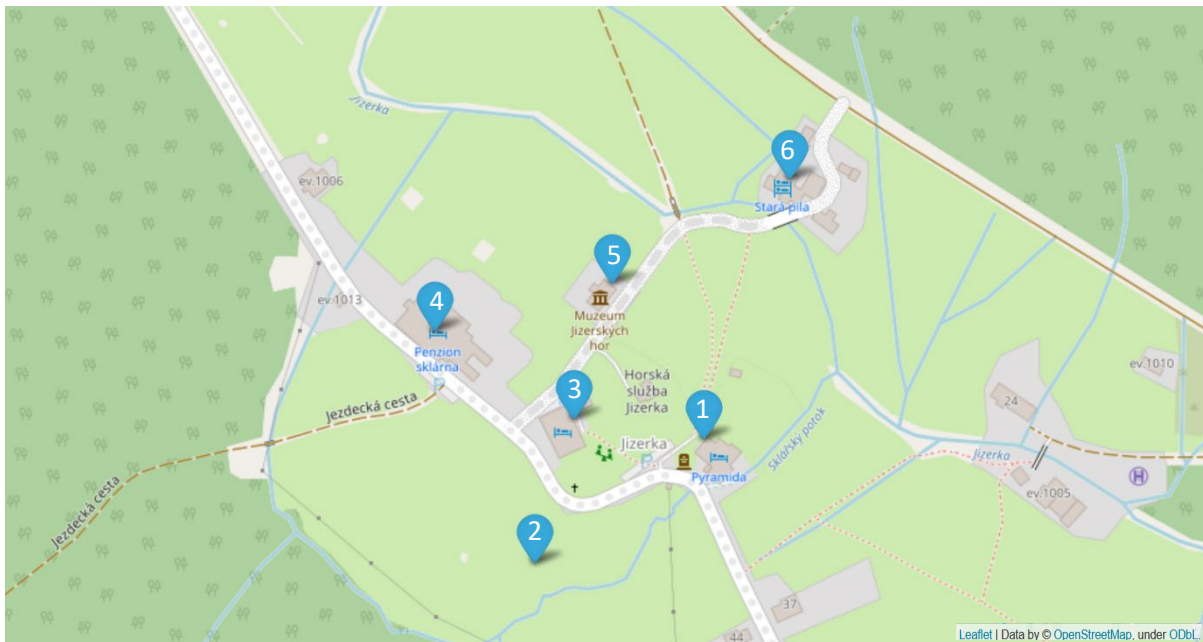 Jizerka
6
Stará pila
ev.1006
5
ev.1013
4
Muzeum
Jizerských
hor
Penzion
sklárna
P
Jezdecká cesta
3
Horská
služba
Jizerka
1
ev.1010
24
Jizerka
P
Pyramida
Sklářský potok
Jizerka
H
ev.1005
Jezdecká cesta
2
37
44
Leaflet | Data by © OpenStreetMap, under ODbL.